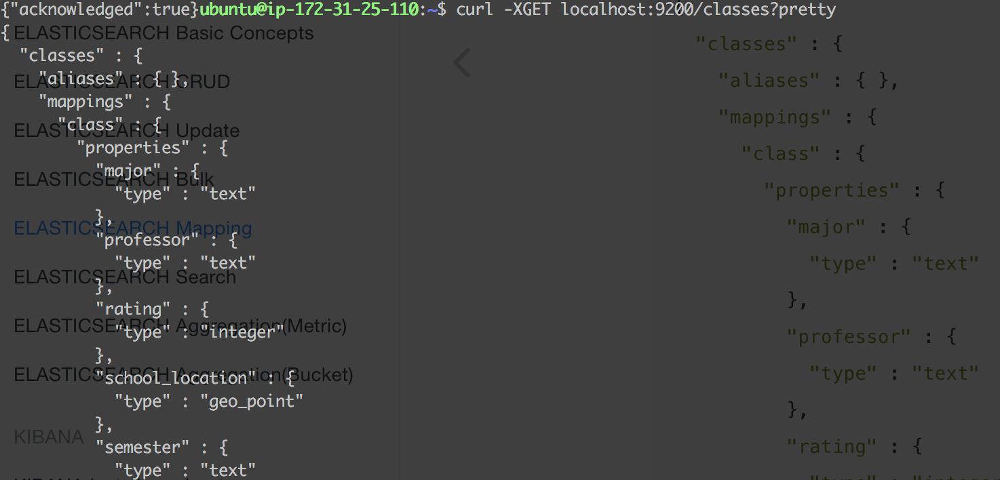 {"acknowledged":true}ubuntu@ip-172-31-25-110:~$ curl -XGET localhost:9200/classes?pretty
{
  "classes" : {
    "aliases" : { },
    "mappings" : {
      "class" : {
        "properties" : {
          "major" : {
            "type" : "text"
          },
          "professor" : {
            "type" : "text"
          },
          "rating" : {
            "type" : "integer"
          },
          "school_location" : {
            "type" : "geo_point"
          },
          "semester" : {
            "type" : "text"
ELASTICSEARCH Basic Concepts
ELASTICSEARCH CRUD
ELASTICSEARCH Update
ELASTICSEARCH Bulk
ELASTICSEARCH Mapping
ELASTICSEARCH Search
ELASTICSEARCH Aggregation(Metric)
ELASTICSEARCH Aggregation(Bucket)
KIBANA
"classes" : {
  "aliases" : { },
  "mappings" : {
    "class" : {
      "properties" : {
        "major" : {
          "type" : "text"
        },
        "professor" : {
          "type" : "text"
        },
        "rating" : {